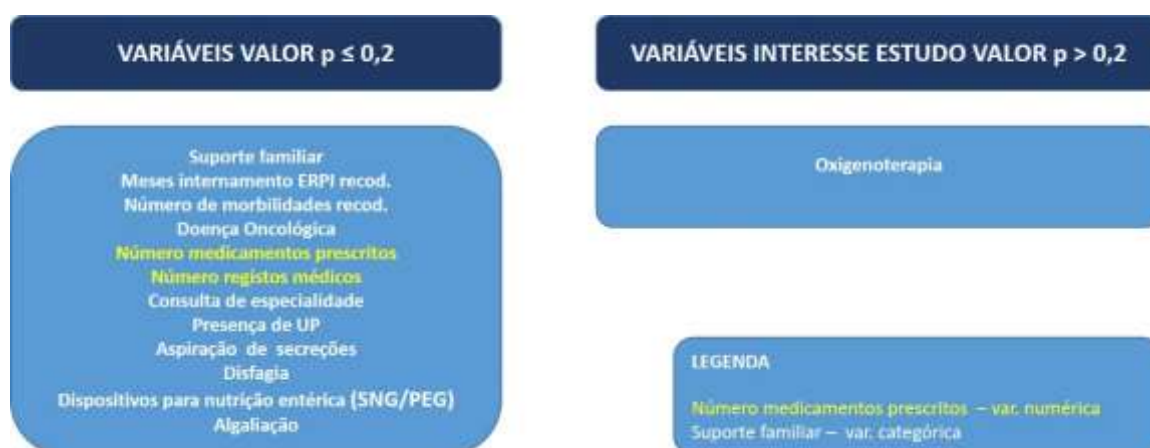 VARIÁVEIS VALOR p ≤ 0,2
Suporte familiar
Meses internamento ERPI recod.
Número de morbilidades recod.
Doença Oncológica
Número medicamentos prescritos
Número registos médicos
Consulta de especialidade
Presença de UP
Aspiração de secreções
Disfagia
Dispositivos para nutrição entérica (SNG/PEG)
Algaliação
VARIÁVEIS INTERESSE ESTUDO VALOR p > 0,2
Oxigenoterapia
LEGENDA
Número medicamentos prescritos – var. numérica
Suporte familiar – var. categórica